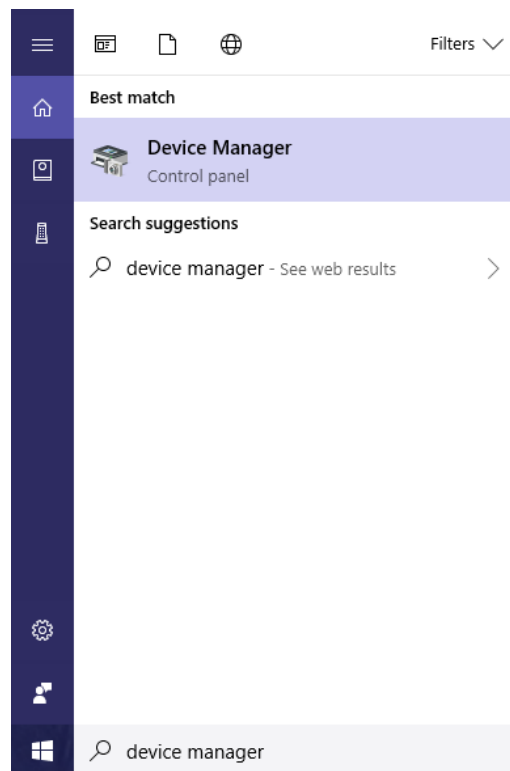 Filters
Best match
Device Manager
Control panel
Search suggestions
device manager - See web results
device manager